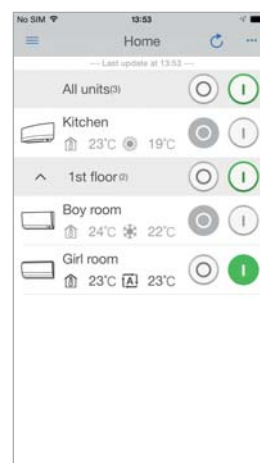 No SIM 13:53
Home
--- Last update at 13:53 ---
All units(3)
Kitchen
23°C 19°C
1st floor(2)
Boy room
24°C 22°C
Girl room
23°C A 23°C